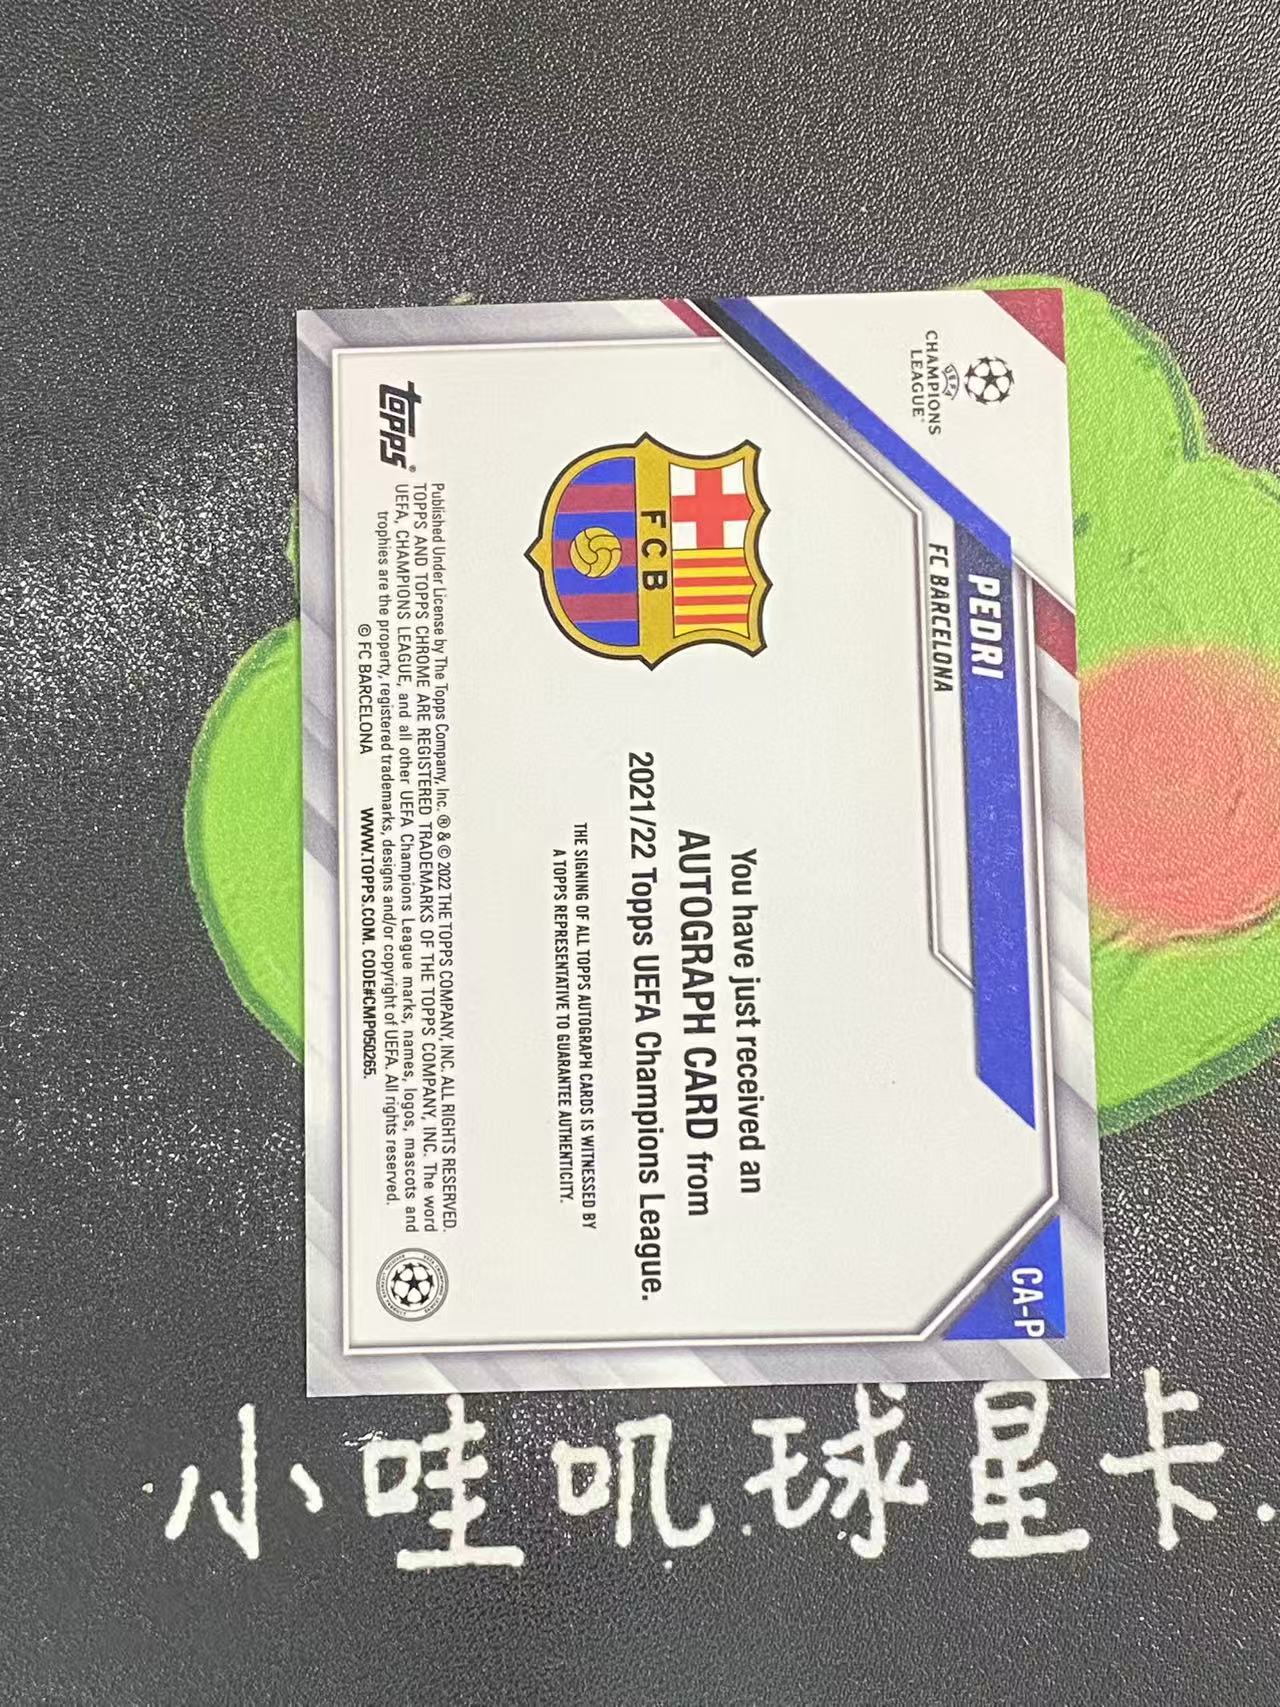 CA-P
PEDRI
FC BARCELONA
UEFA
CHAMPIONS
LEAGUE
You have just received an
AUTOGRAPH CARD from
2021/22 Topps UEFA Champions League.
THE SIGNING OF ALL TOPPS AUTOGRAPH CARDS IS WITNESSED BY
A TOPPS REPRESENTATIVE TO GUARANTEE AUTHENTICITY.
FCB
topps®
Published Under License by The Topps Company, Inc. ® & © 2022 THE TOPPS COMPANY, INC. ALL RIGHTS RESERVED.
TOPPS AND TOPPS CHROME ARE REGISTERED TRADEMARKS OF THE TOPPS COMPANY, INC. The word
UEFA, CHAMPIONS LEAGUE, and all other UEFA Champions League marks, names, logos, mascots and
trophies are the property, registered trademarks, designs and/or copyright of UEFA. All rights reserved.
© FC BARCELONA WWW.TOPPS.COM. CODE#CMP050265.
小哇叽球星卡